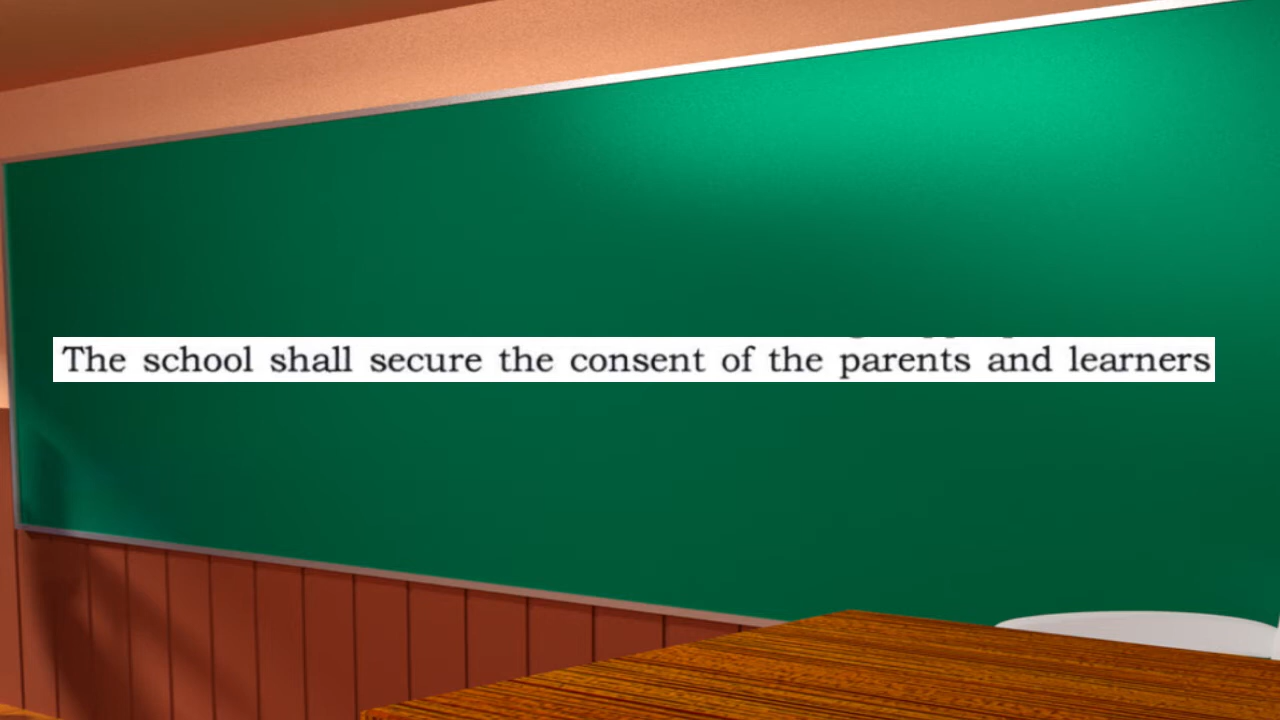 The school shall secure the consent of the parents and learners